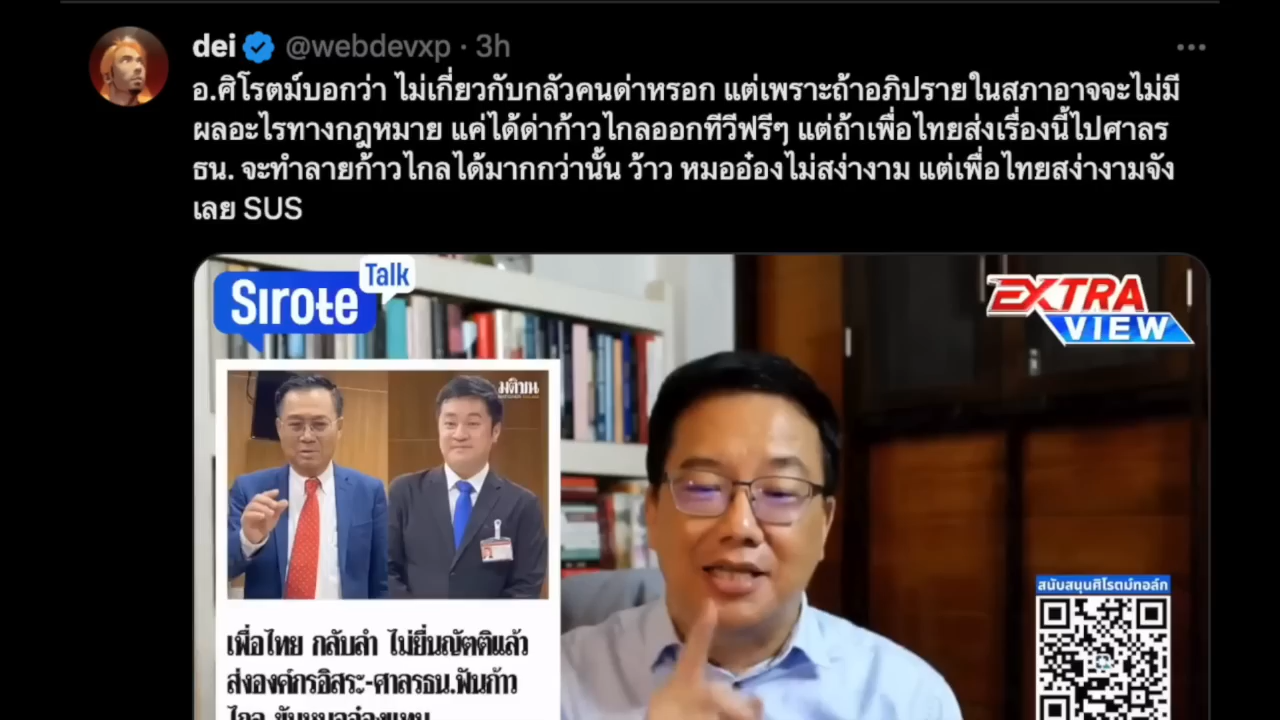 dei @webdevxp · 3h
อ.ศิโรตม์บอกว่า ไม่เกี่ยวกับกลัวคนด่าหรอก แต่เพราะถ้าอภิปรายในสภาอาจจะไม่มี
ผลอะไรทางกฎหมาย แค่ได้ด่าก้าวไกลออกทีวีฟรีๆ แต่ถ้าเพื่อไทยส่งเรื่องนี้ไปศาลร
ธน. จะทำลายก้าวไกลได้มากกว่านั้น ว้าว หมออ๋องไม่สง่างาม แต่เพื่อไทยสง่างามจัง
เลย SUS
Sirote Talk
EXTRA
VIEW
มติชน
สนับสนุนศิโรตม์ทอล์ก
เพื่อไทย กลับลำ ไม่ยื่นญัตติแล้ว
ส่งองค์กรอิสระ-ศาลรธน.ฟันก้าว
ไกล